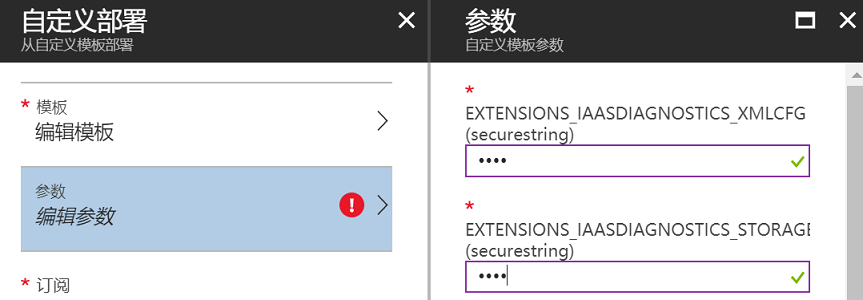 自定义部署
从自定义模板部署
* 模板
编辑模板
参数
编辑参数
* 订阅
参数
自定义模板参数
*
EXTENSIONS_IAASDIAGNOSTICS_XMLCFG
(securestring)
••••
*
EXTENSIONS_IAASDIAGNOSTICS_STORAGE
(securestring)
••••